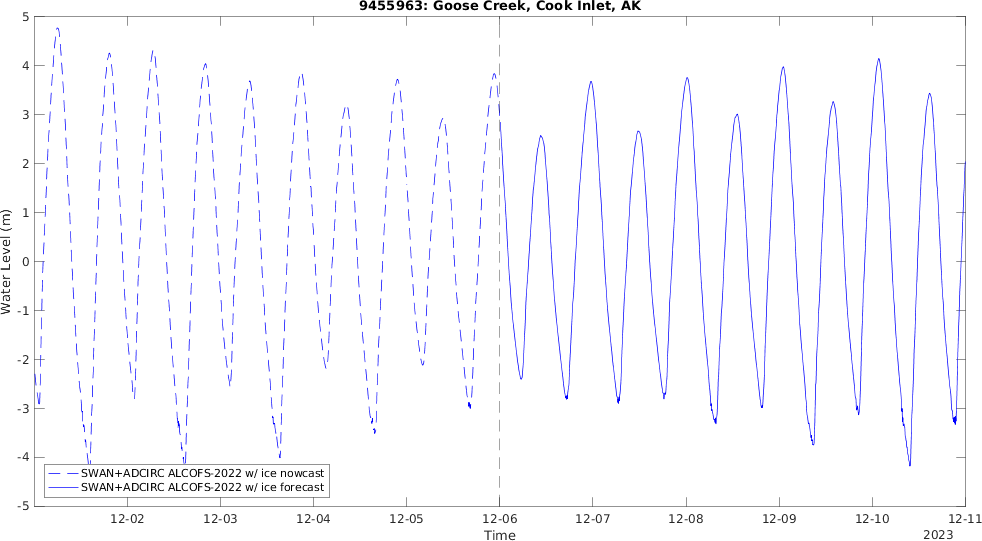 9455963: Goose Creek, Cook Inlet, AK
5
4
3
2
1
0
-1
-2
-3
-4
-5
Water Level (m)
SWAN+ADCIRC ALCOFS-2022 w/ ice nowcast
SWAN+ADCIRC ALCOFS-2022 w/ ice forecast
12-02 12-03 12-04 12-05 12-06 12-07 12-08 12-09 12-10 12-11
Time
2023